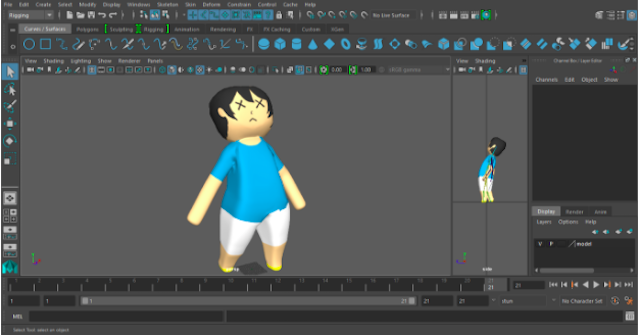 File Edit Create Select Modify Display Windows Skeleton Skin Deform Constrain Control Cache Help
Rigging No Live Surface
Curves / Surfaces Polygons Sculpting Rigging Animation Rendering FX FX Caching Custom XGen
View Shading Lighting Show Renderer Panels
View Shading
Channel Box / Layer Editor
Channels Edit Object Show
0.00 1.00
Display Render Anim
Layers Options Help
V P model
side
21
1 1 1 21 21 21 No Character Set
MEL
Select Tool: select an object